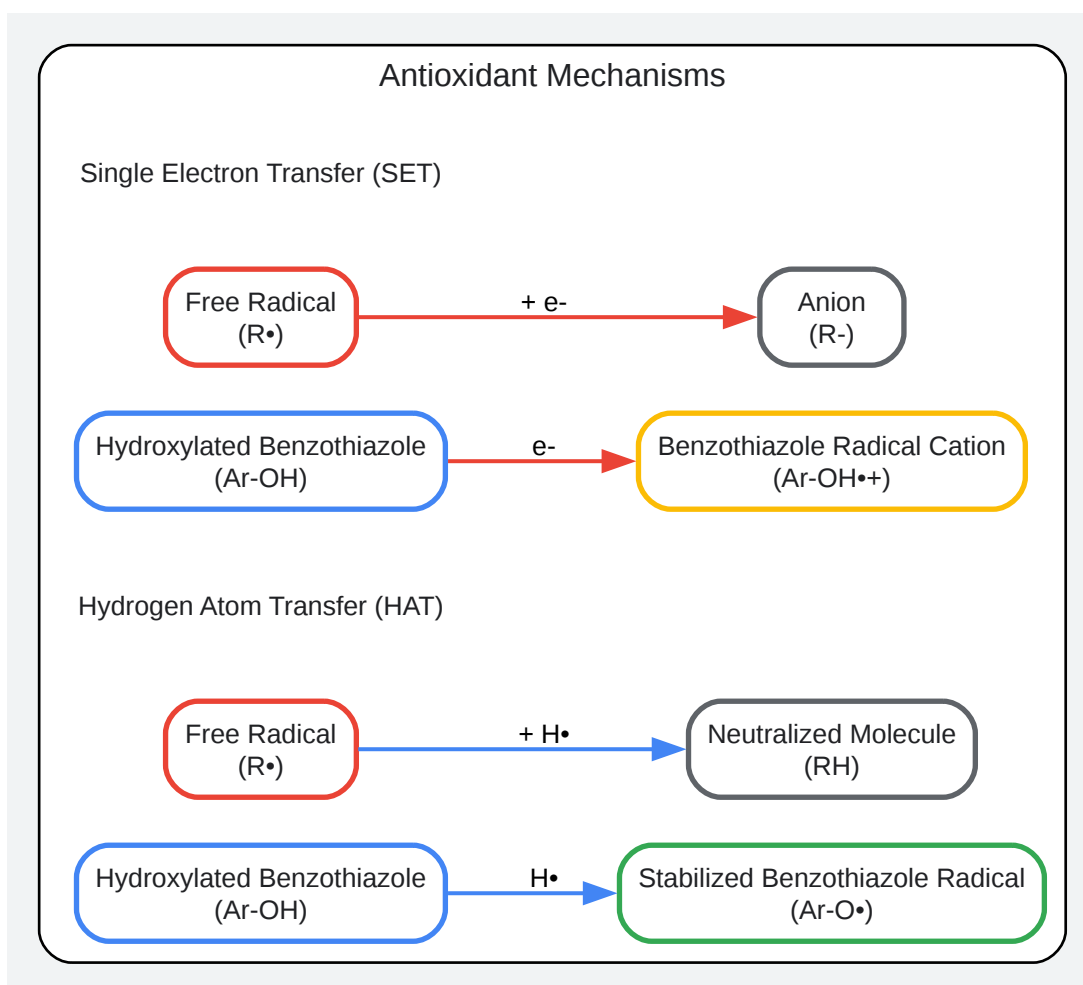 Antioxidant Mechanisms
Single Electron Transfer (SET)
Free Radical
(R•)
+ e-
Anion
(R-)
Hydroxylated Benzothiazole
(Ar-OH)
e-
Benzothiazole Radical Cation
(Ar-OH•+)
Hydrogen Atom Transfer (HAT)
Free Radical
(R•)
+ H•
Neutralized Molecule
(RH)
Hydroxylated Benzothiazole
(Ar-OH)
H•
Stabilized Benzothiazole Radical
(Ar-O•)